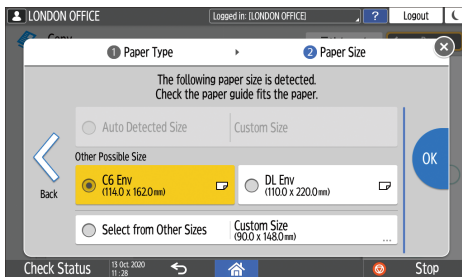 LONDON OFFICE
Logged in: [LONDON OFFICE]
?
Logout
1 Paper Type
2 Paper Size
The following paper size is detected.
Check the paper guide fits the paper.
Auto Detected Size
Custom Size
Other Possible Size
C6 Env
(114.0 x 162.0mm)
DL Env
(110.0 x 220.0mm)
Back
OK
Select from Other Sizes
Custom Size
(90.0 x 148.0mm)
...
Check Status
13 Oct. 2020
11:28
Stop